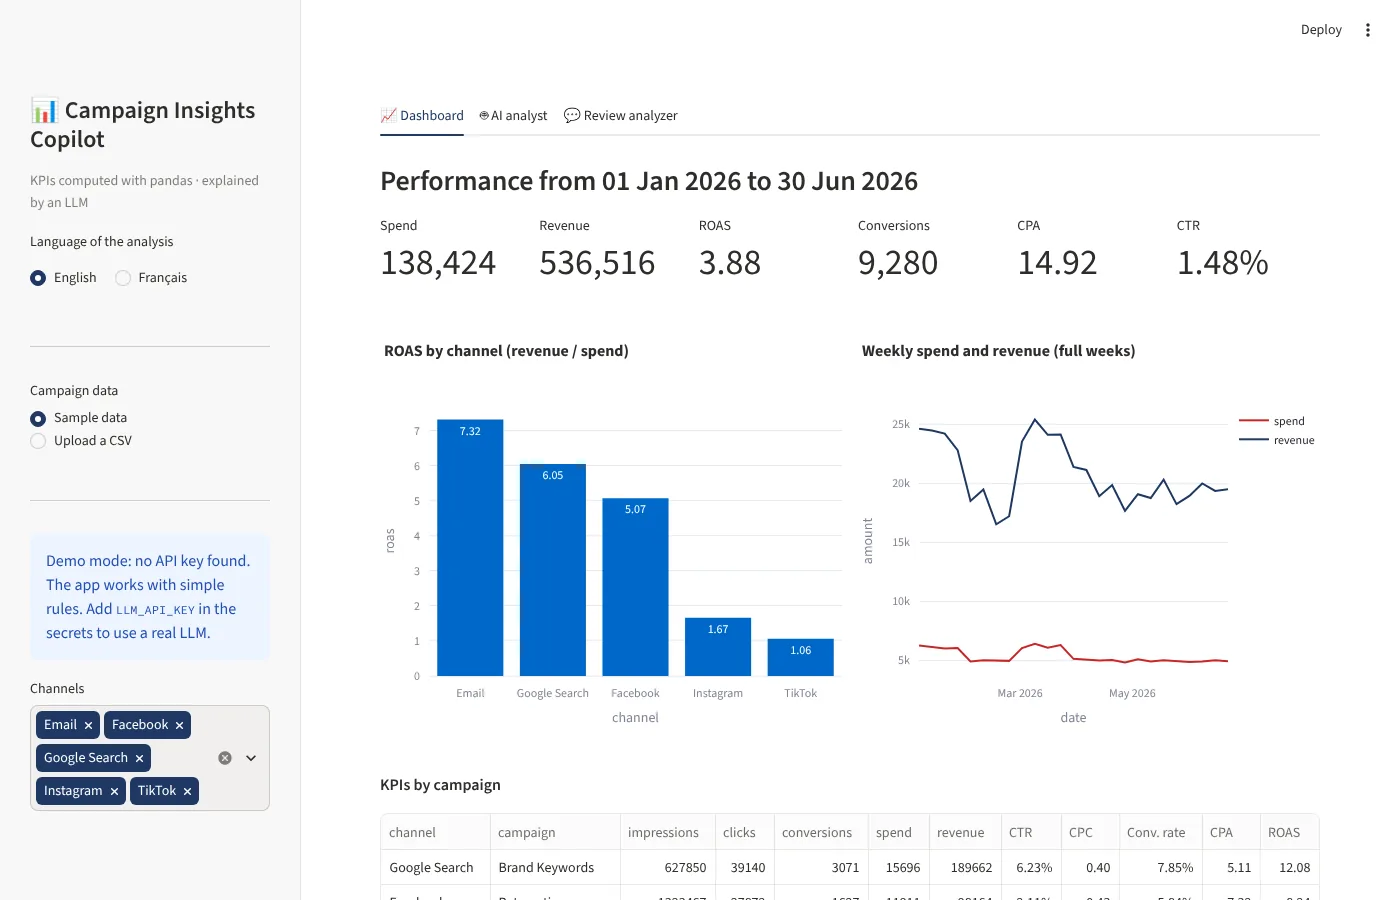 Deploy
📊 Campaign Insights
Copilot
KPIs computed with pandas · explained
by an LLM
Language of the analysis
English Français
Campaign data
Sample data
Upload a CSV
Demo mode: no API key found.
The app works with simple
rules. Add LLM_API_KEY in the
secrets to use a real LLM.
Channels
Email × Facebook ×
Google Search ×
Instagram × TikTok ×
📈 Dashboard AI analyst 💬 Review analyzer
Performance from 01 Jan 2026 to 30 Jun 2026
Spend Revenue ROAS Conversions CPA CTR
138,424 536,516 3.88 9,280 14.92 1.48%
ROAS by channel (revenue / spend)
7.32
6.05
5.07
1.67
1.06
7
6
5
4
3
2
1
0
roas
Email Google Search Facebook Instagram TikTok
channel
Weekly spend and revenue (full weeks)
spend
revenue
25k
20k
15k
10k
5k
amount
Mar 2026 May 2026
date
KPIs by campaign
channel campaign impressions clicks conversions spend revenue CTR CPC Conv. rate CPA ROAS
Google Search Brand Keywords 627850 39140 3071 15696 189662 6.23% 0.40 7.85% 5.11 12.08